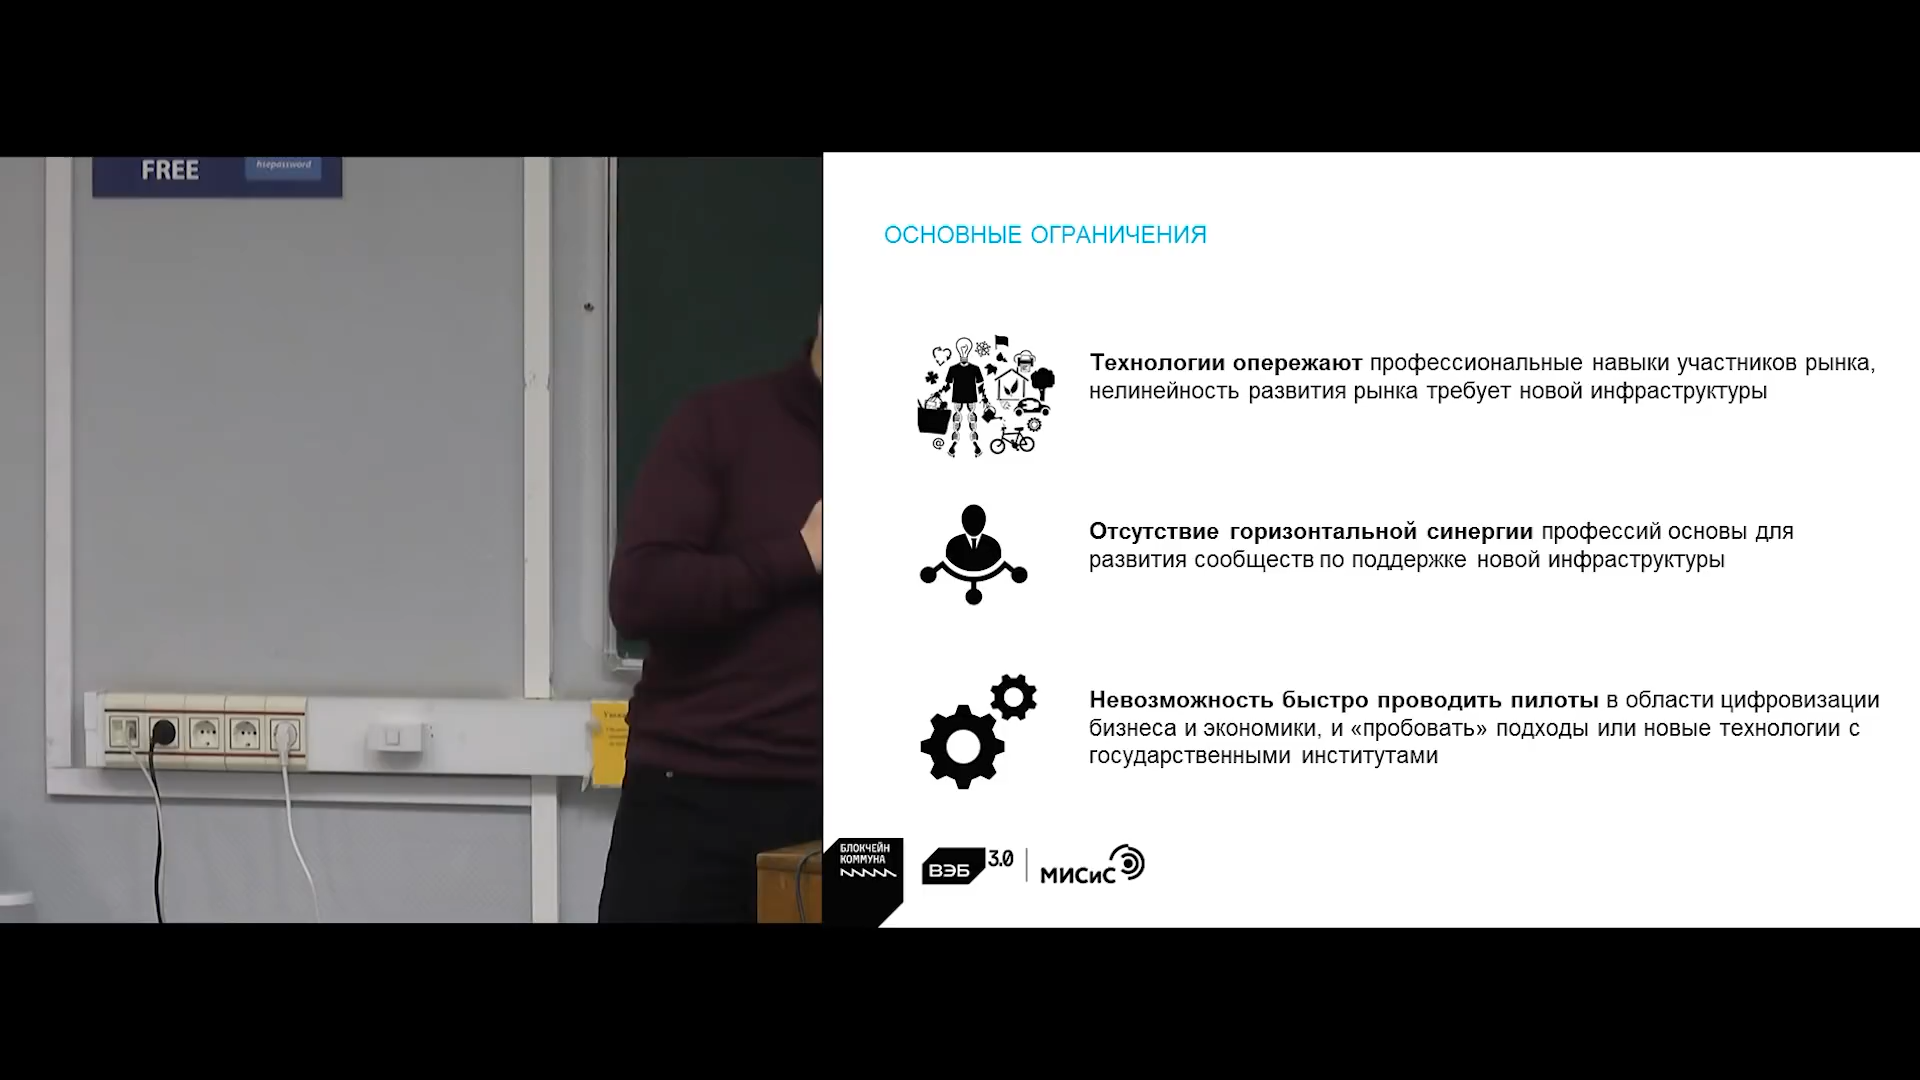 FREE
hsepassword
ОСНОВНЫЕ ОГРАНИЧЕНИЯ
Технологии опережают профессиональные навыки участников рынка,
нелинейность развития рынка требует новой инфраструктуры
Отсутствие горизонтальной синергии профессий основы для
развития сообществ по поддержке новой инфраструктуры
Невозможность быстро проводить пилоты в области цифровизации
бизнеса и экономики, и «пробовать» подходы или новые технологии с
государственными институтами
БЛОКЧЕЙН
КОММУНА
ВЭБ 3.0
МИСиС